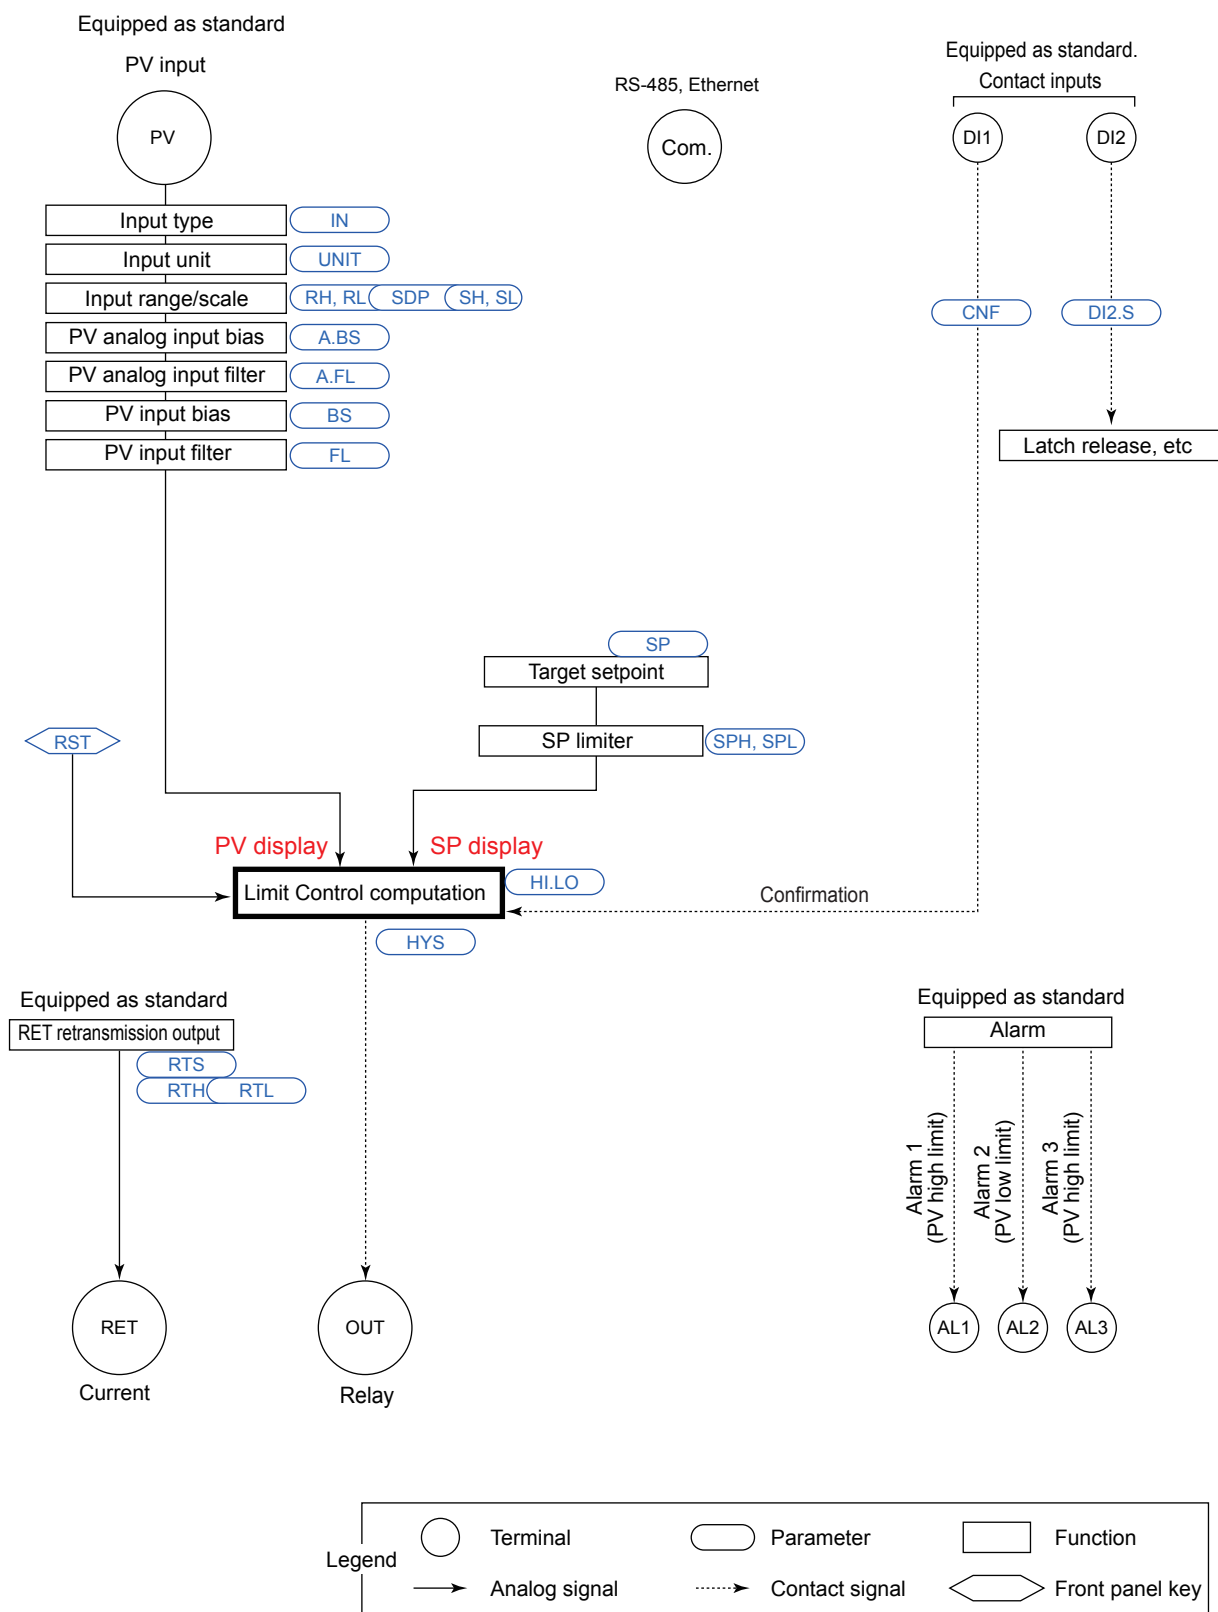 Equipped as standard
PV input
PV
RS-485, Ethernet
Com.
Equipped as standard.
Contact inputs
DI1
DI2
Input type
IN
Input unit
UNIT
Input range/scale
RH, RL
SDP
SH, SL
PV analog input bias
A.BS
PV analog input filter
A.FL
PV input bias
BS
PV input filter
FL
CNF
DI2.S
Latch release, etc
SP
Target setpoint
SP limiter
SPH, SPL
RST
PV display
SP display
Limit Control computation
HI.LO
HYS
Confirmation
Equipped as standard
RET retransmission output
RTS
RTH
RTL
RET
Current
OUT
Relay
Equipped as standard
Alarm
Alarm 1
(PV high limit)
Alarm 2
(PV low limit)
Alarm 3
(PV high limit)
AL1
AL2
AL3
Legend
Terminal
Parameter
Function
Analog signal
Contact signal
Front panel key